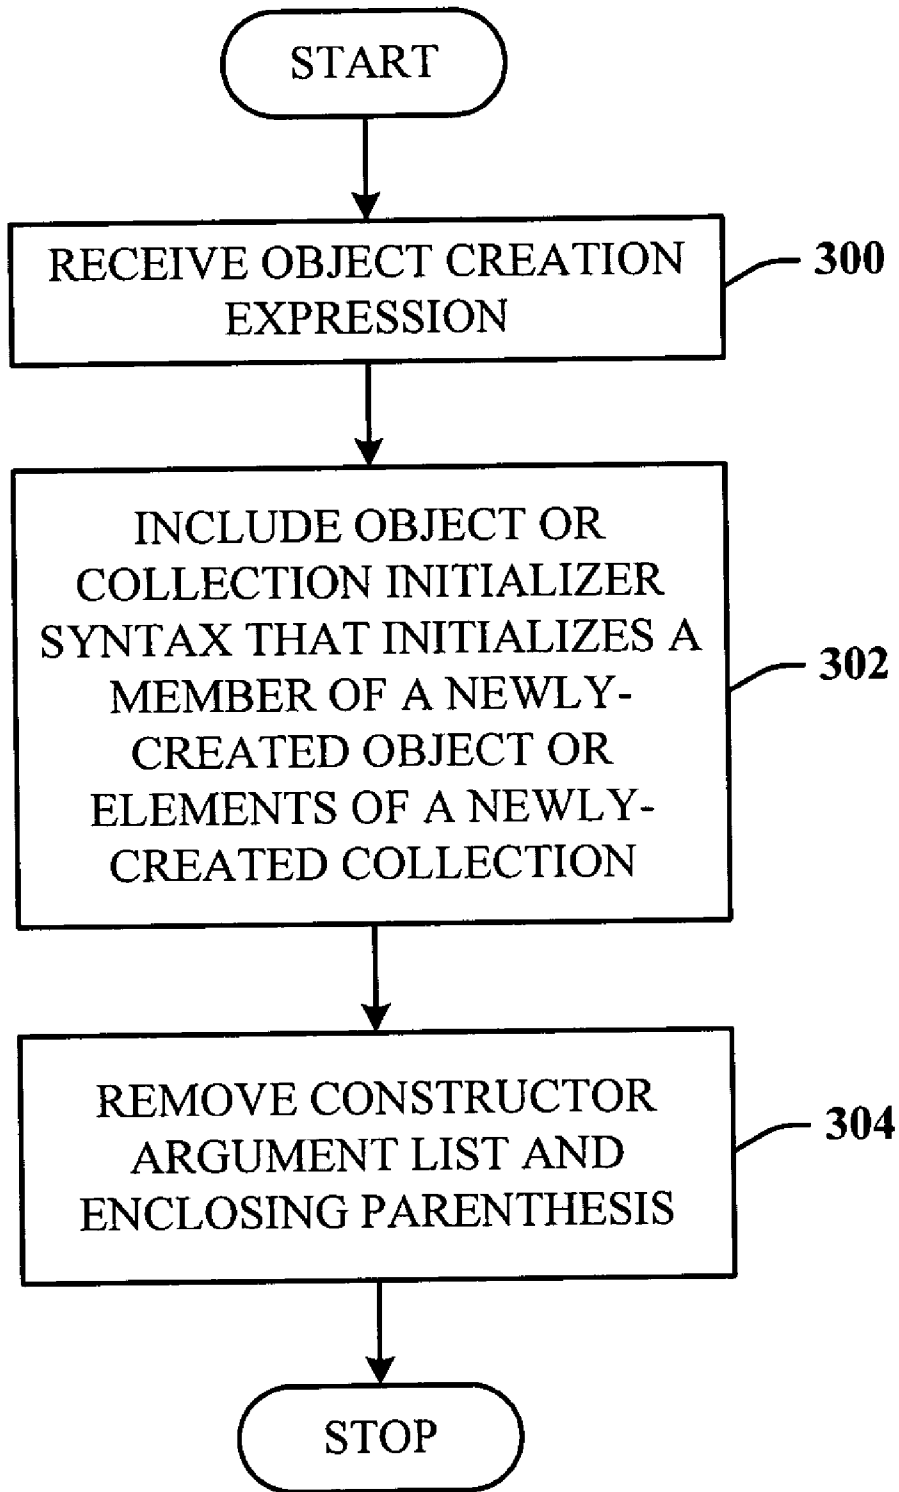 START
RECEIVE OBJECT CREATION
EXPRESSION
300
INCLUDE OBJECT OR
COLLECTION INITIALIZER
SYNTAX THAT INITIALIZES A
MEMBER OF A NEWLY-
CREATED OBJECT OR
ELEMENTS OF A NEWLY-
CREATED COLLECTION
302
REMOVE CONSTRUCTOR
ARGUMENT LIST AND
ENCLOSING PARENTHESIS
304
STOP